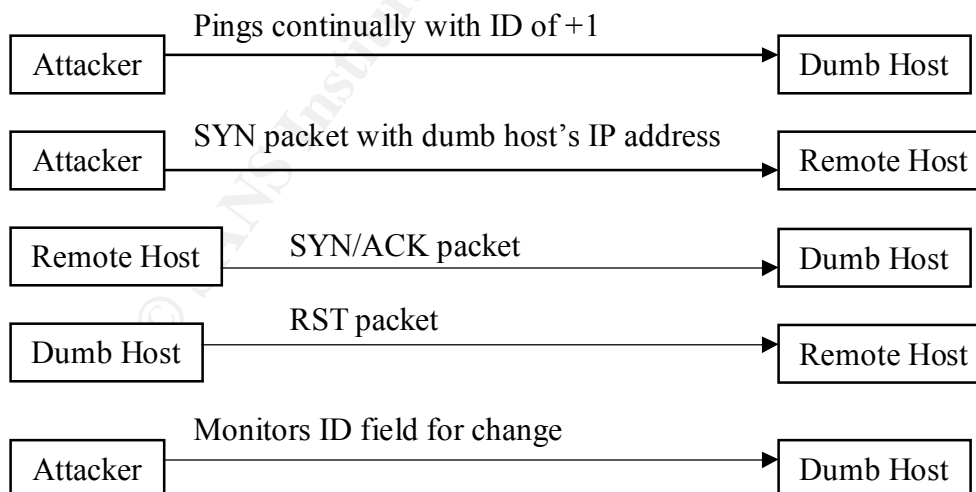 Pings continually with ID of +1
Attacker
Dumb Host
SYN packet with dumb host's IP address
Attacker
Remote Host
Remote Host
SYN/ACK packet
Dumb Host
RST packet
Dumb Host
Remote Host
Monitors ID field for change
Attacker
Dumb Host
© SANS Institu